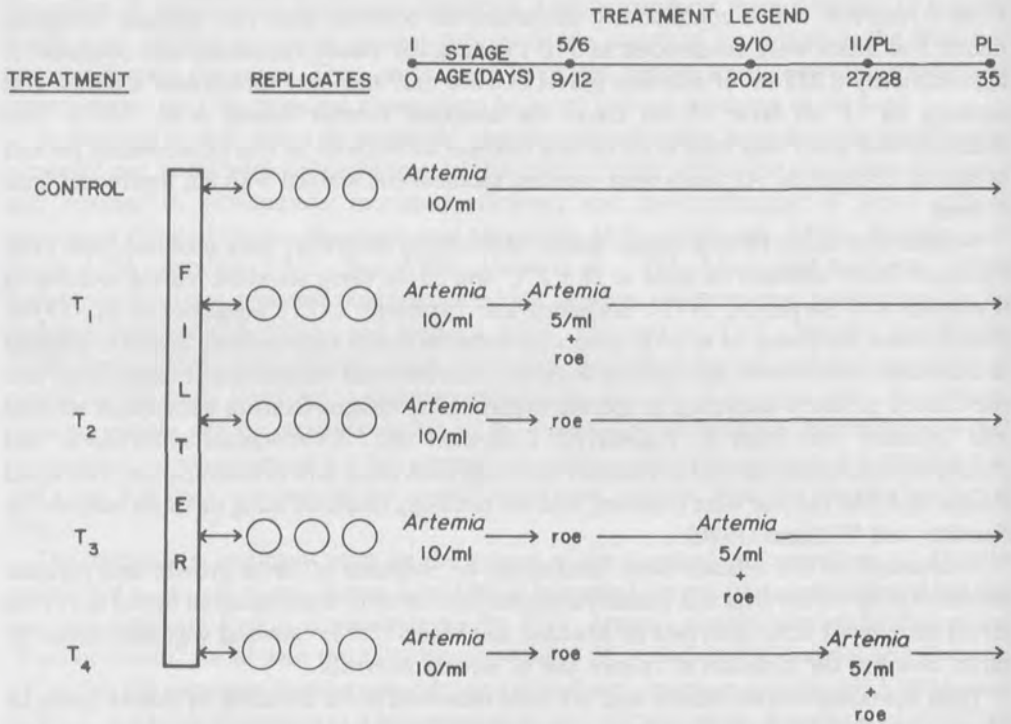 TREATMENT LEGEND
I 5/6 9/10 II/PL PL
STAGE
AGE(DAYS)
0 9/12 20/21 27/28 35
TREATMENT REPLICATES
CONTROL Artemia
10/ml
T1 Artemia Artemia
10/ml 5/ml
+
roe
T2 Artemia
10/ml roe
T3 Artemia Artemia
10/ml roe 5/ml
+
roe
T4 Artemia Artemia
10/ml roe 5/ml
+
roe
FILTER